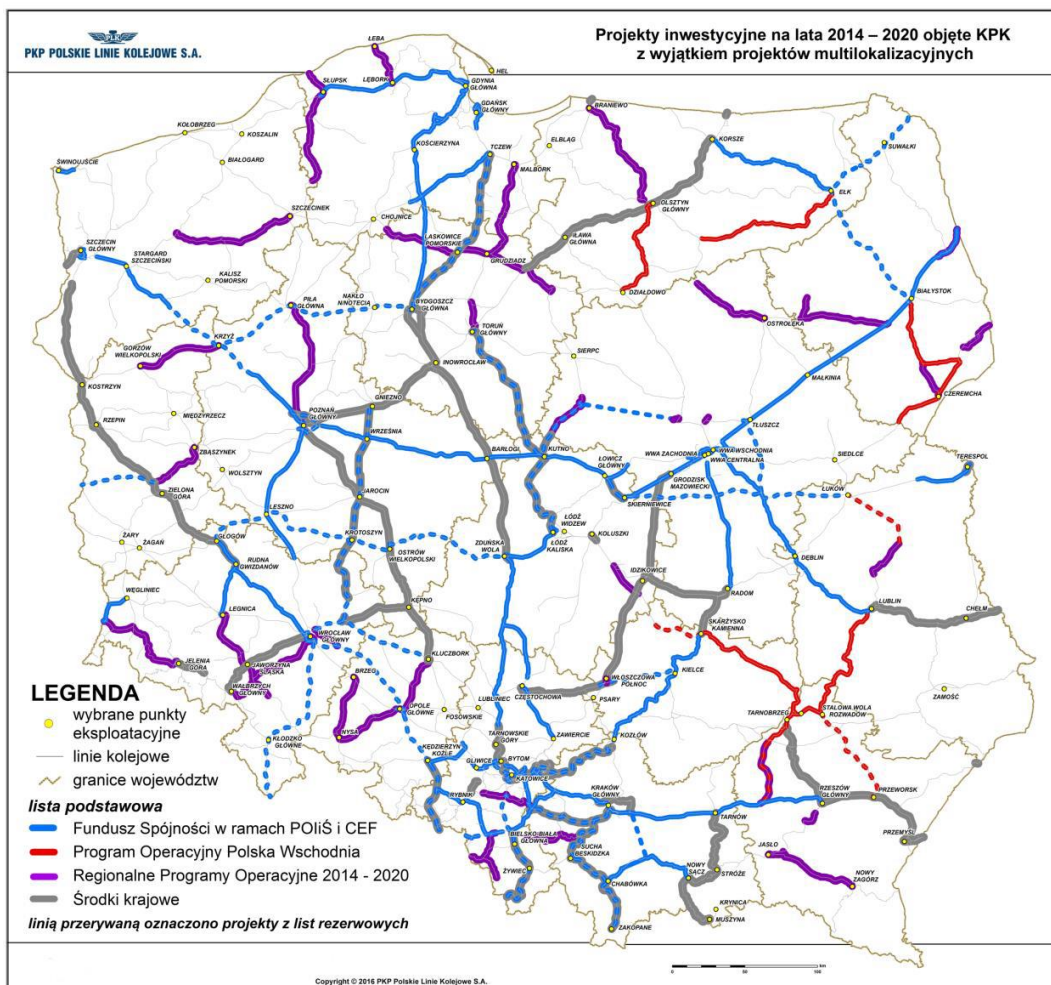 PKP POLSKIE LINIE KOLEJOWE S.A.
Projekty inwestycyjne na lata 2014 – 2020 objęte KPK
z wyjątkiem projektów multilokalizacyjnych
ŁEBA
HEL
SŁUPSK
LĘBORK
GDYNIA
GŁÓWNA
GDAŃSK
GŁÓWNY
BRANIEWO
KOŁOBRZEG
KOSZALIN
KORSZE
SUWAŁKI
ELBLĄG
KOŚCIERZYNA
TCZEW
BIAŁOGARD
MALBORK
ŚWINOUJŚCIE
EŁK
OLSZTYN
GŁÓWNY
SZCZECINEK
CHOJNICE
IŁAWA
GŁÓWNA
SZCZECIN
GŁÓWNY
STARGARD
SZCZECIŃSKI
LASKOWICE
POMORSKIE
GRUDZIĄDZ
KALISZ
POMORSKI
DZIAŁDOWO
BIAŁYSTOK
PIŁA
GŁÓWNA
NAKŁO
N/NOTECIĄ
BYDGOSZCZ
GŁÓWNA
OSTROŁĘKA
TORUŃ
GŁÓWNY
KRZYŻ
GORZÓW
WIELKOPOLSKI
SIERPC
INOWROCŁAW
MAŁKINIA
KOSTRZYN
CZEREMCHA
GNIEZNO
MIĘDZYRZECZ
POZNAŃ
GŁÓWNY
TŁUSZCZ
RZEPIN
WRZEŚNIA
ZBĄSZYNEK
BARŁOGI
KUTNO
WWA ZACHODNIA
WWA WSCHODNIA
WWA CENTRALNA
SIEDLCE
TERESPOL
WOLSZTYN
ŁOWICZ
GŁÓWNY
GRODZISK
MAZOWIECKI
ZIELONA
GÓRA
JAROCIN
SKIERNIEWICE
ŁUKÓW
LESZNO
ŁÓDŹ
WIDZEW
ŻARY
ŻAGAŃ
GŁOGÓW
KROTOSZYN
ŁÓDŹ
KALISKA
KOLUSZKI
OSTRÓW
WIELKOPOLSKI
ZDUŃSKA
WOLA
DĘBLIN
RUDNA
GWIZDANÓW
IDZIKOWICE
RADOM
WĘGLINIEC
LEGNICA
KĘPNO
LUBLIN
CHEŁM
SKARŻYSKO
KAMIENNA
WROCŁAW
GŁÓWNY
JELENIA
GÓRA
JAWORZYNA
ŚLĄSKA
KLUCZBORK
KIELCE
WAŁBRZYCH
GŁÓWNY
BRZEG
WŁOSZCZOWA
PÓŁNOC
CZĘSTOCHOWA
LUBLINIEC
PSARY
ZAMOŚĆ
OPOLE
GŁÓWNE
FOSOWSKIE
TARNOBRZEG
STALOWA WOLA
ROZWADÓW
NYSA
KŁODZKO
GŁÓWNE
TARNOWSKIE
GÓRY
ZAWIERCIE
KOZŁÓW
KĘDZIERZYN
KOŹLE
GLIWICE
BYTOM
KATOWICE
RYBNIK
KRAKÓW
GŁÓWNY
TARNÓW
RZESZÓW
GŁÓWNY
PRZEWORSK
PRZEMYŚL
BIELSKO-BIAŁA
GŁÓWNA
SUCHA
BESKIDZKA
JASŁO
NOWY
SĄCZ
STRÓŻE
ŻYWIEC
CHABÓWKA
NOWY
ZAGÓRZ
KRYNICA
MUSZYNA
ZAKOPANE
LEGENDA
wybrane punkty
eksploatacyjne
linie kolejowe
granice województw
lista podstawowa
Fundusz Spójności w ramach POIiŚ i CEF
Program Operacyjny Polska Wschodnia
Regionalne Programy Operacyjne 2014 - 2020
Środki krajowe
linią przerywaną oznaczono projekty z list rezerwowych
Copyright © 2016 PKP Polskie Linie Kolejowe S.A.